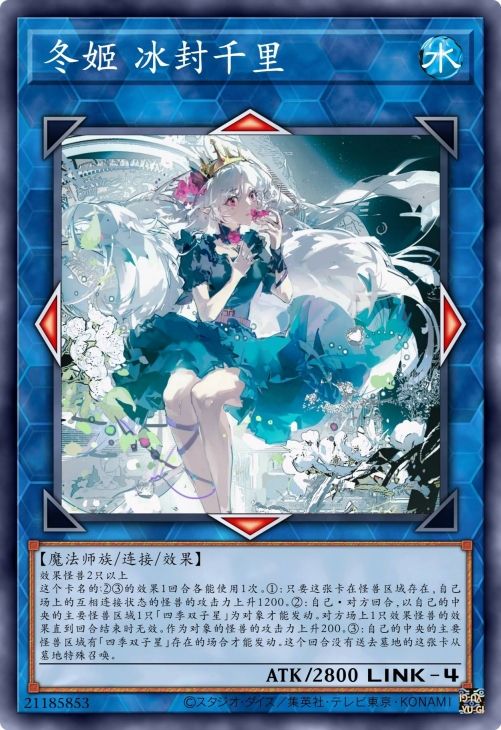 冬姬 冰封千里
水
【魔法师族/连接/效果】
效果怪兽2只以上
这个卡名的②③的效果1回合各能使用1次。①:只要这张卡在怪兽区域存在,自己
场上的互相连接状态的怪兽的攻击力上升1200。②:自己・对方回合,以自己的中
央的主要怪兽区域1只「四季双子星」为对象才能发动。对方场上1只效果怪兽的效
果直到回合结束时无效。作为对象的怪兽的攻击力上升200。③:自己的中央的主要
怪兽区域有「四季双子星」存在的场合才能发动。这个回合没有送去墓地的这张卡从
墓地特殊召唤。
ATK/2800 LINK-4
21185853 ©スタジオ・ダイス/集英社・テレビ東京・KONAMI